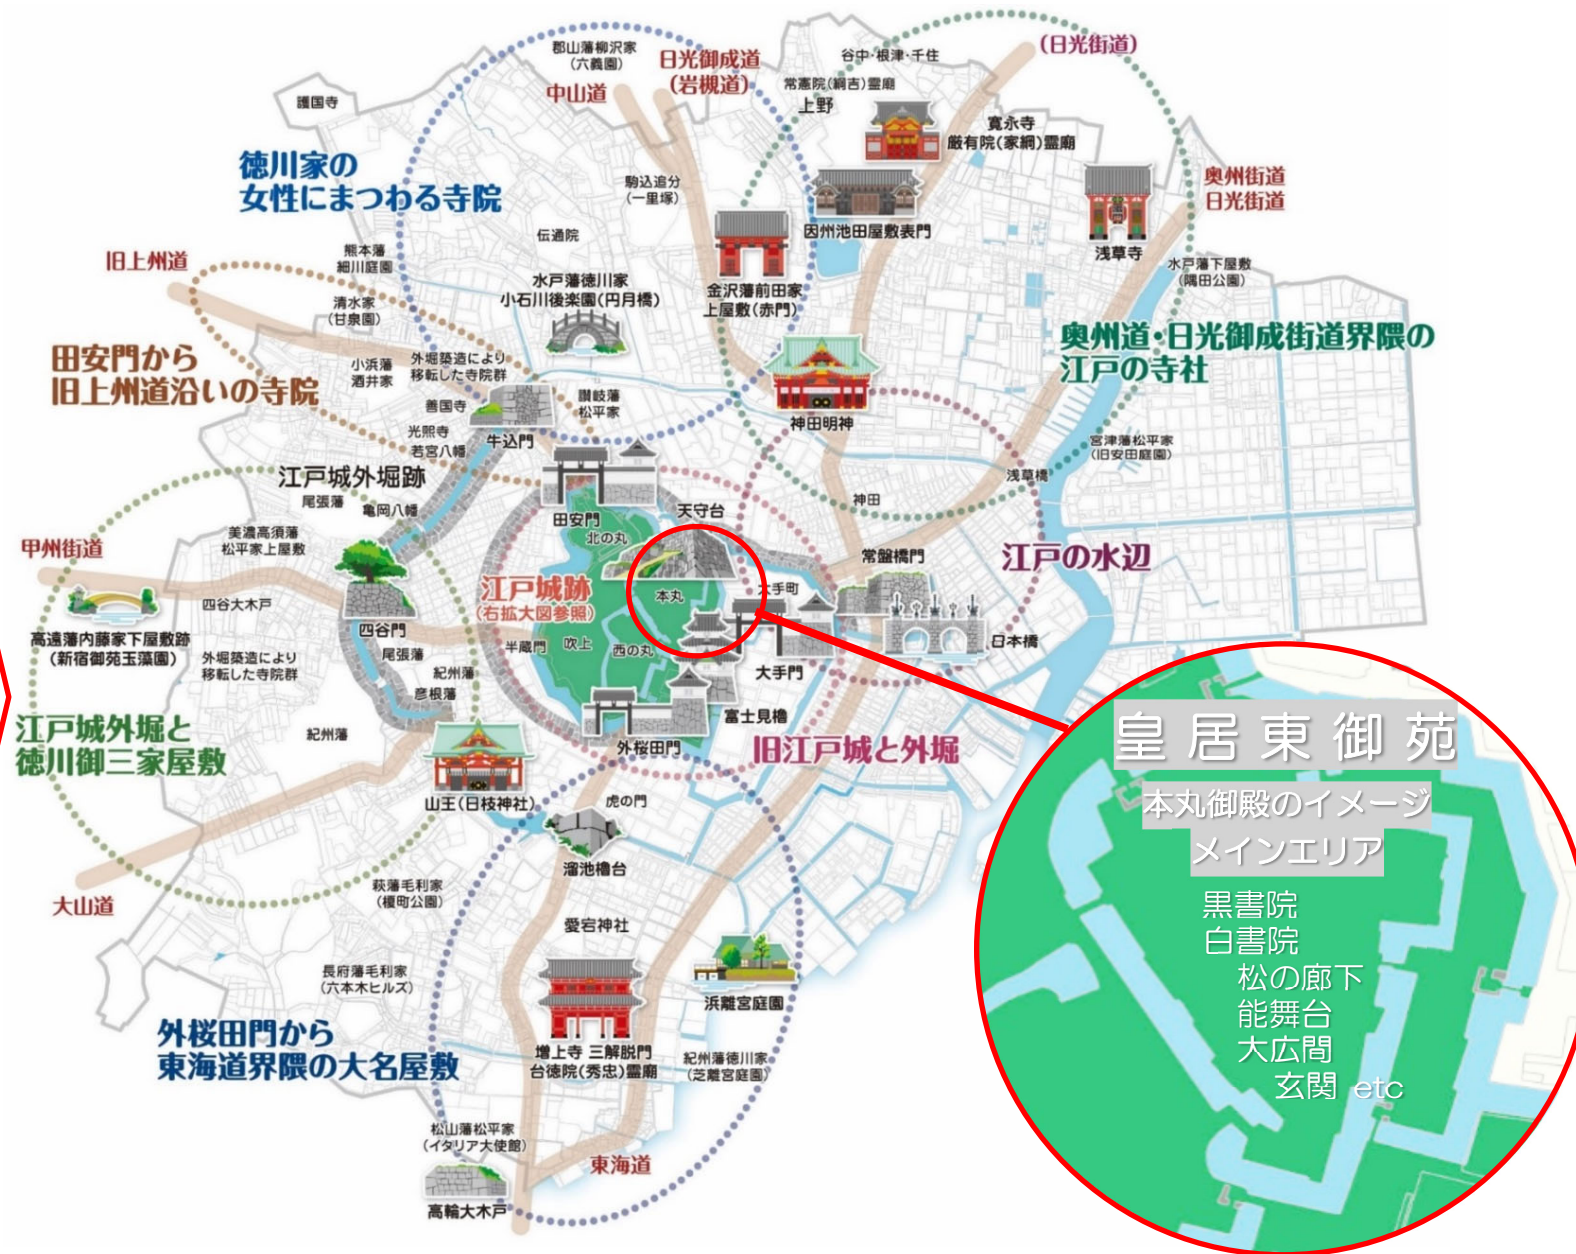 郡山藩柳沢家
(六義園)
日光御成道
(岩槻道)
中山道
谷中・根津・千住
(日光街道)
常憲院(綱吉)霊廟
上野
護国寺
寛永寺
厳有院(家綱)霊廟
徳川家の
女性にまつわる寺院
駒込追分
(一里塚)
奥州街道
日光街道
因州池田屋敷表門
浅草寺
伝通院
旧上州道
熊本藩
細川庭園
水戸藩下屋敷
(隅田公園)
水戸藩徳川家
小石川後楽園(円月橋)
金沢藩前田家
上屋敷(赤門)
清水家
(甘泉園)
奥州道・日光御成街道界隈の
江戸の寺社
田安門から
旧上州道沿いの寺院
小浜藩
酒井家
外堀築造により
移転した寺院群
讃岐藩
松平家
善国寺
牛込門
神田明神
光照寺
若宮八幡
宮津藩松平家
(旧安田庭園)
江戸城外堀跡
尾張藩
亀岡八幡
浅草橋
神田
田安門
天守台
北の丸
美濃高須藩
松平家上屋敷
甲州街道
常盤橋門
江戸の水辺
江戸城跡
(右拡大図参照)
本丸
大手町
四谷大木戸
四谷門
高遠藩内藤家下屋敷跡
(新宿御苑玉藻園)
半蔵門
吹上
西の丸
日本橋
外堀築造により
移転した寺院群
尾張藩
紀州藩
彦根藩
大手門
富士見櫓
江戸城外堀と
徳川御三家屋敷
紀州藩
外桜田門
旧江戸城と外堀
皇居東御苑
本丸御殿のイメージ
メインエリア
黒書院
白書院
松の廊下
能舞台
大広間
玄関 etc
山王(日枝神社)
虎の門
溜池櫓台
大山道
萩藩毛利家
(檜町公園)
愛宕神社
長府藩毛利家
(六本木ヒルズ)
浜離宮庭園
外桜田門から
東海道界隈の大名屋敷
増上寺 三解脱門
台徳院(秀忠)霊廟
紀州藩徳川家
(芝離宮庭園)
松山藩松平家
(イタリア大使館)
東海道
高輪大木戸